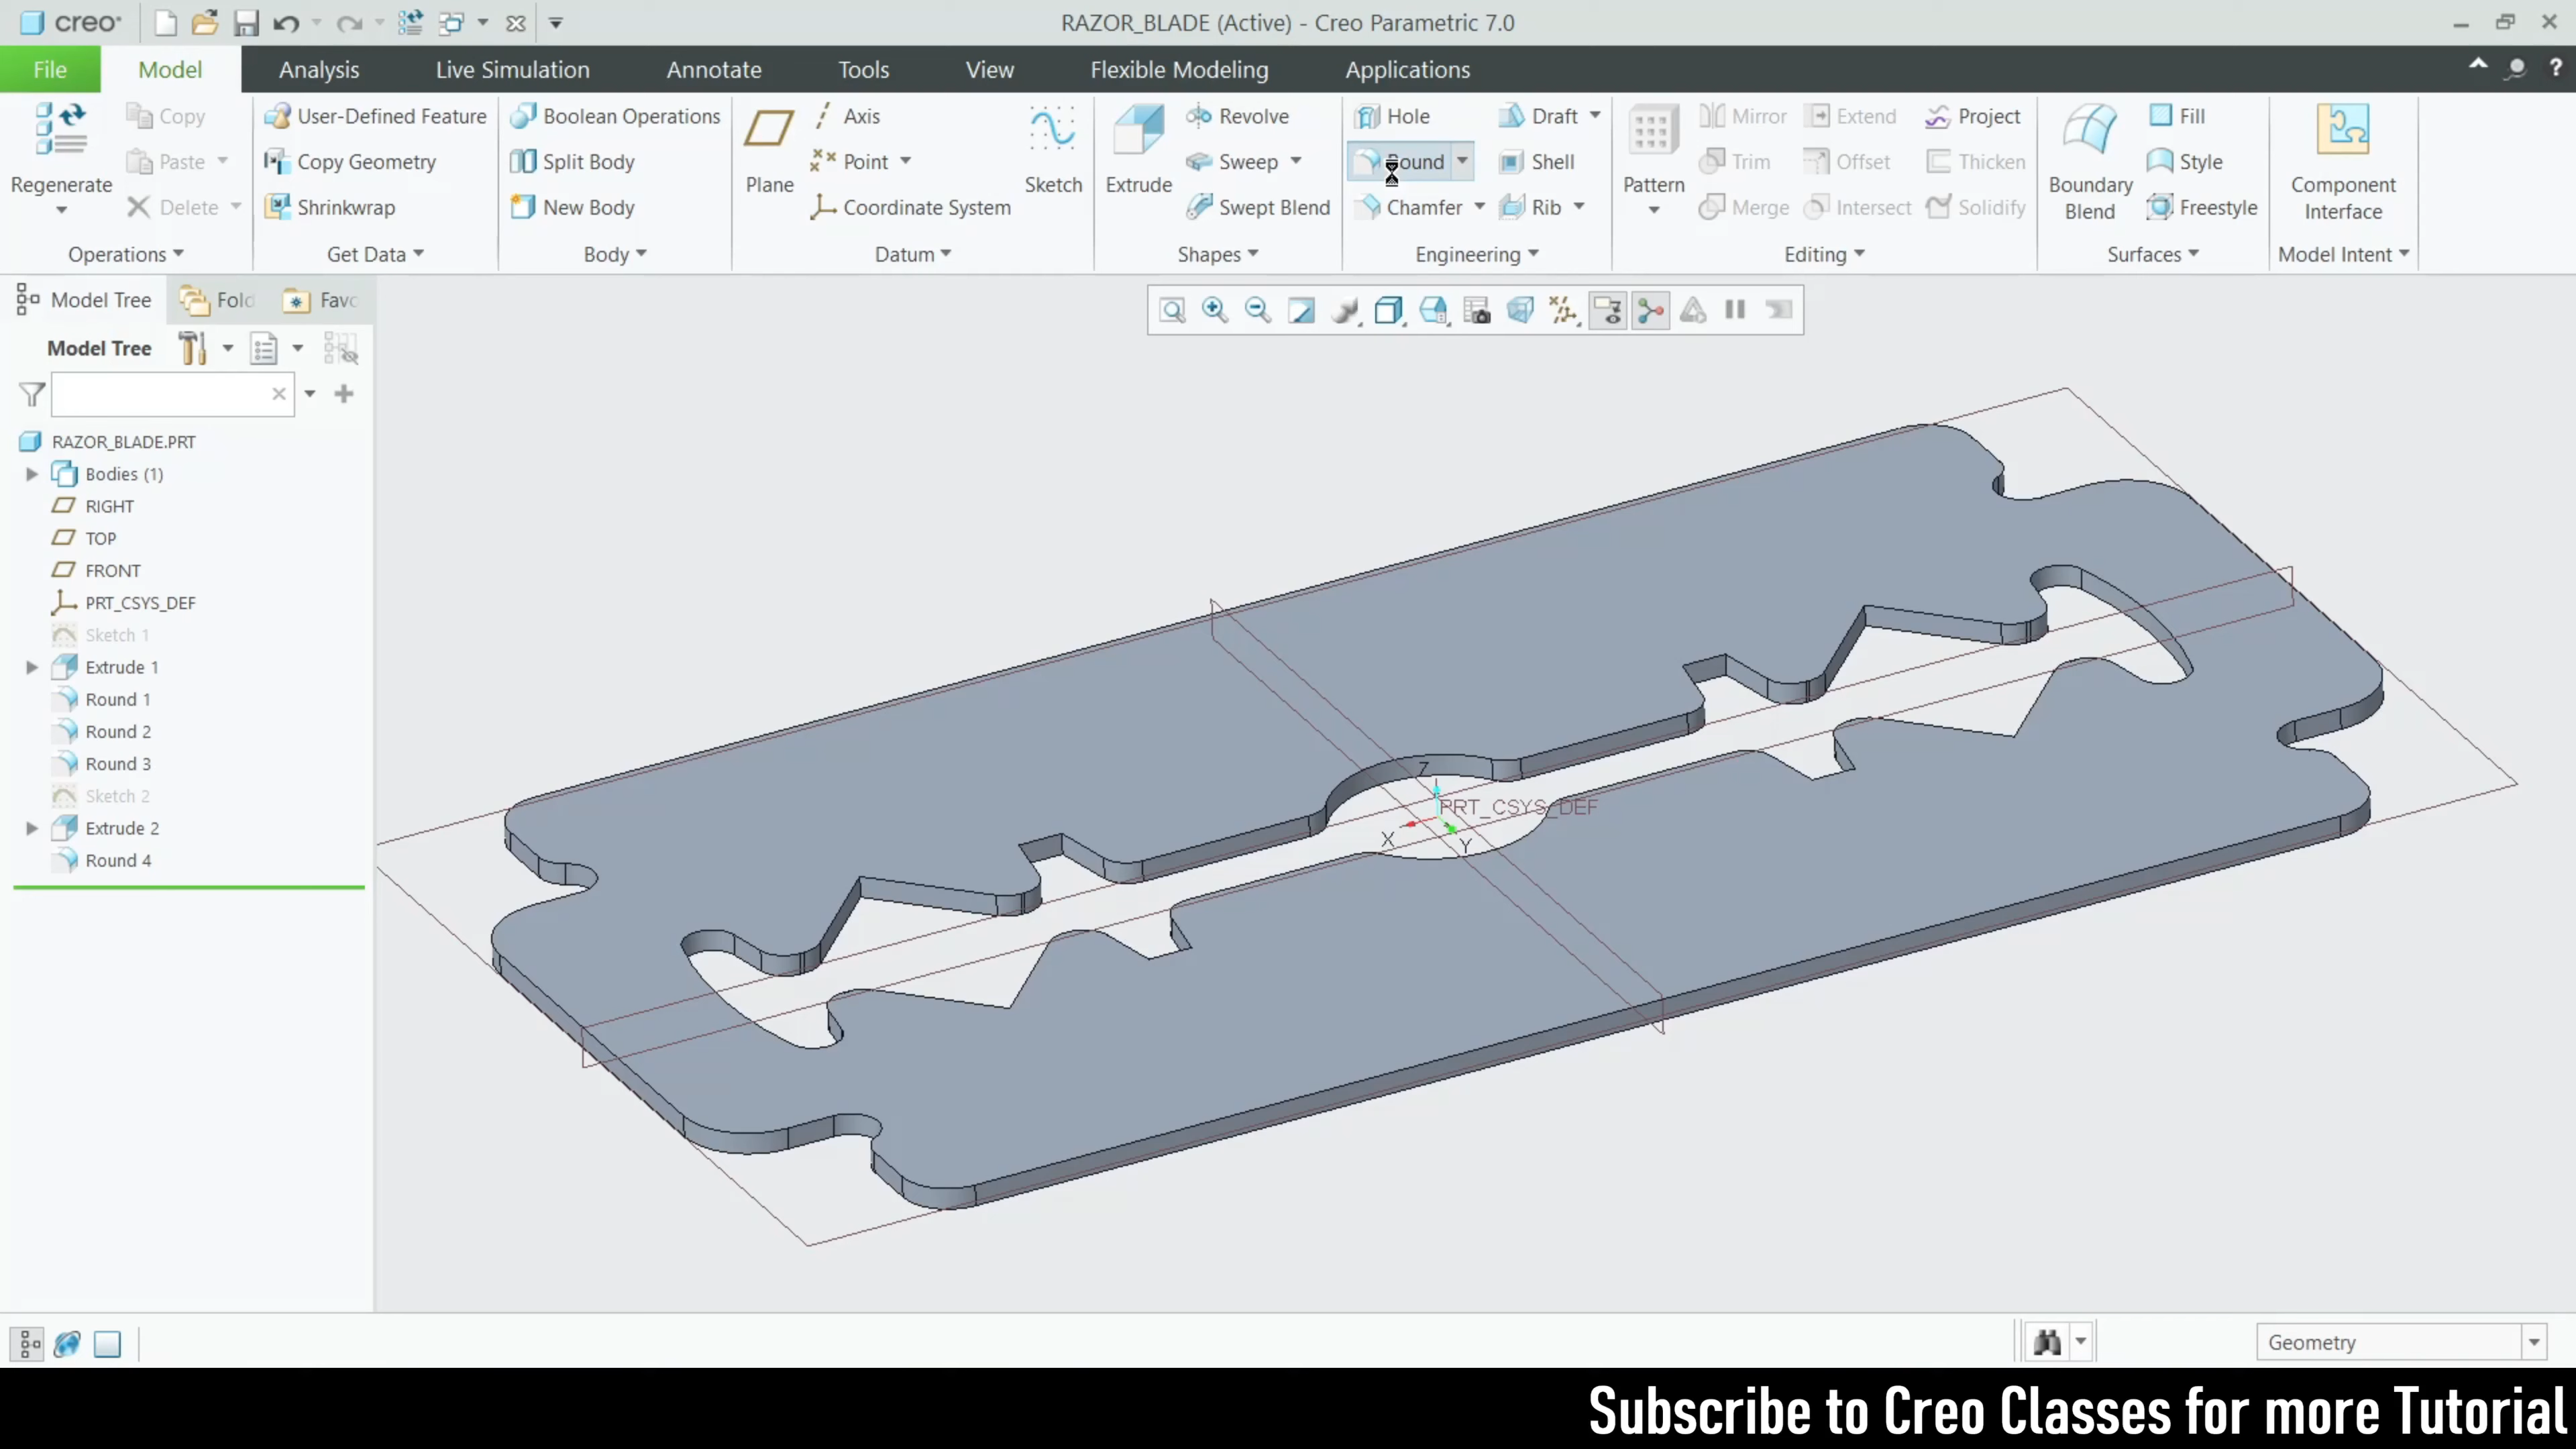 creo
RAZOR_BLADE (Active) - Creo Parametric 7.0
File Model Analysis Live Simulation Annotate Tools View Flexible Modeling Applications
Regenerate
Copy
Paste
Delete
Operations
User-Defined Feature
Copy Geometry
Shrinkwrap
Get Data
Boolean Operations
Split Body
New Body
Body
Plane
Axis
Point
Coordinate System
Sketch
Datum
Extrude
Revolve
Sweep
Swept Blend
Shapes
Hole
Round
Chamfer
Draft
Shell
Rib
Engineering
Pattern
Mirror
Trim
Merge
Extend
Offset
Intersect
Project
Thicken
Solidify
Editing
Boundary
Blend
Fill
Style
Freestyle
Surfaces
Component
Interface
Model Intent
Model Tree
Fold
Favo
Model Tree
RAZOR_BLADE.PRT
Bodies (1)
RIGHT
TOP
FRONT
PRT_CSYS_DEF
Sketch 1
Extrude 1
Round 1
Round 2
Round 3
Sketch 2
Extrude 2
Round 4
Z
PRT_CSYS_DEF
X
Y
Geometry
Subscribe to Creo Classes for more Tutorial